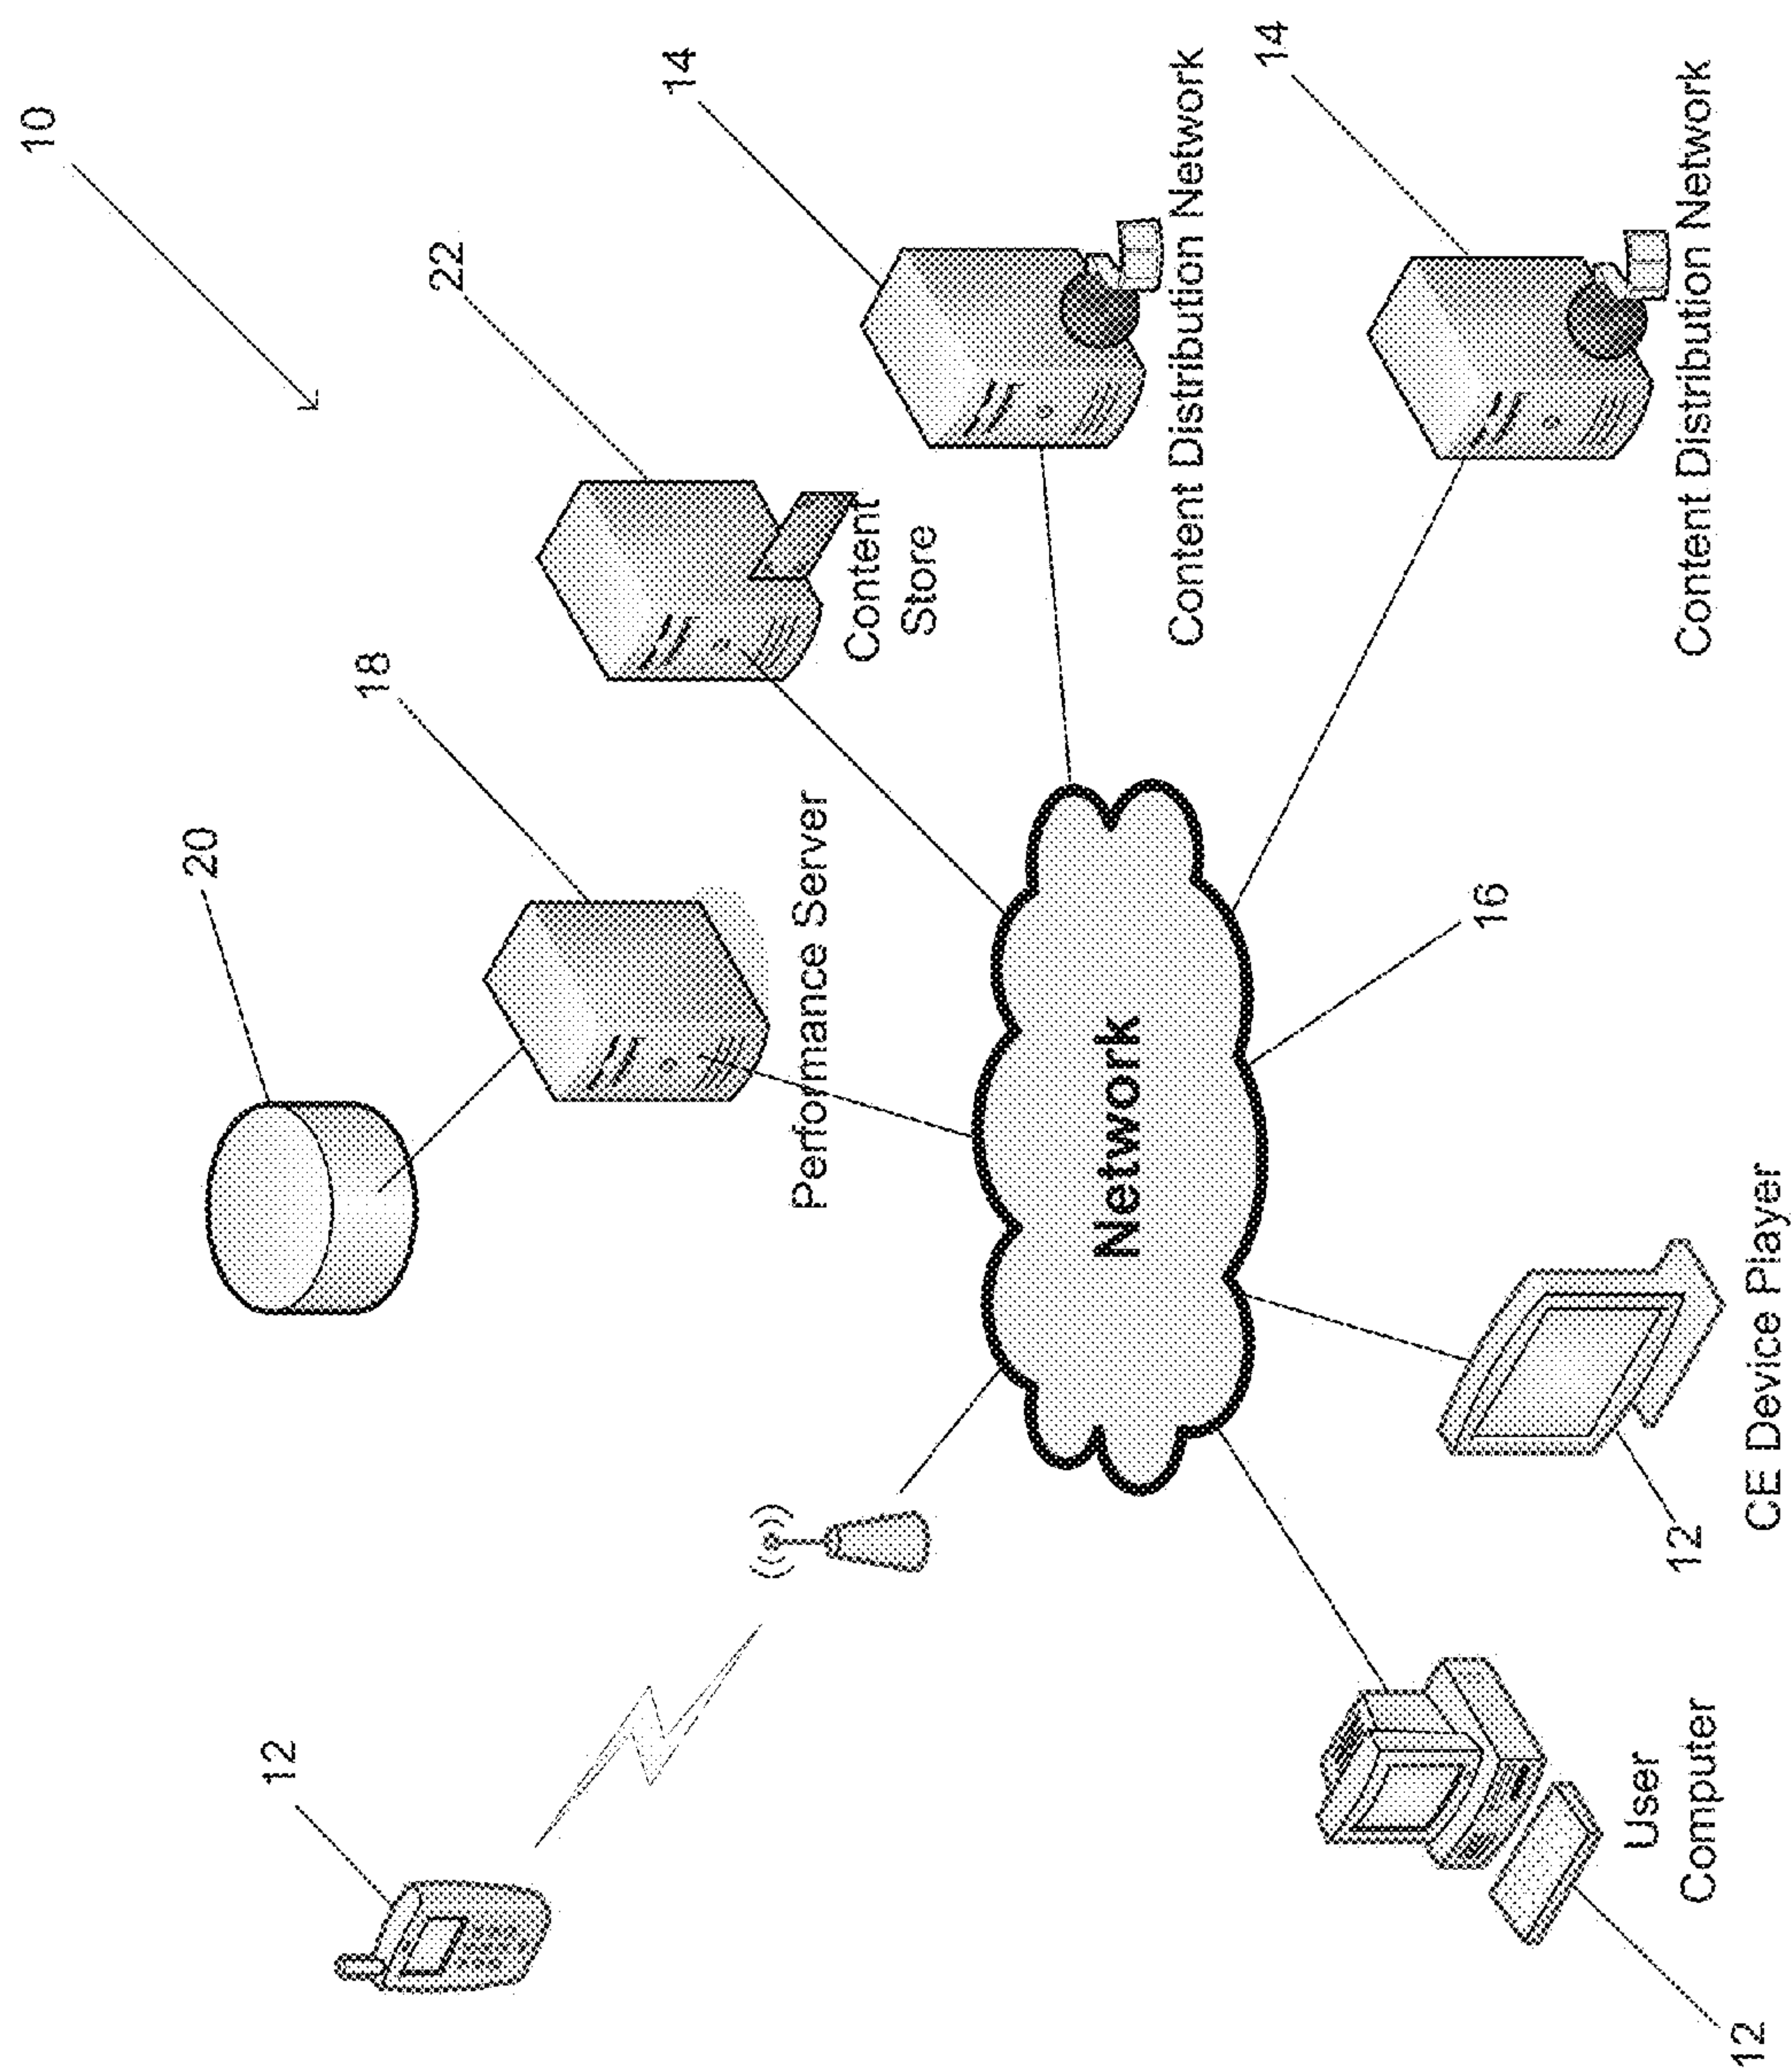 10
20
18
22
14
14
12
Performance Server
Content
Store
Content Distribution Network
Content Distribution Network
Network
16
12
CE Device Player
User
Computer
12